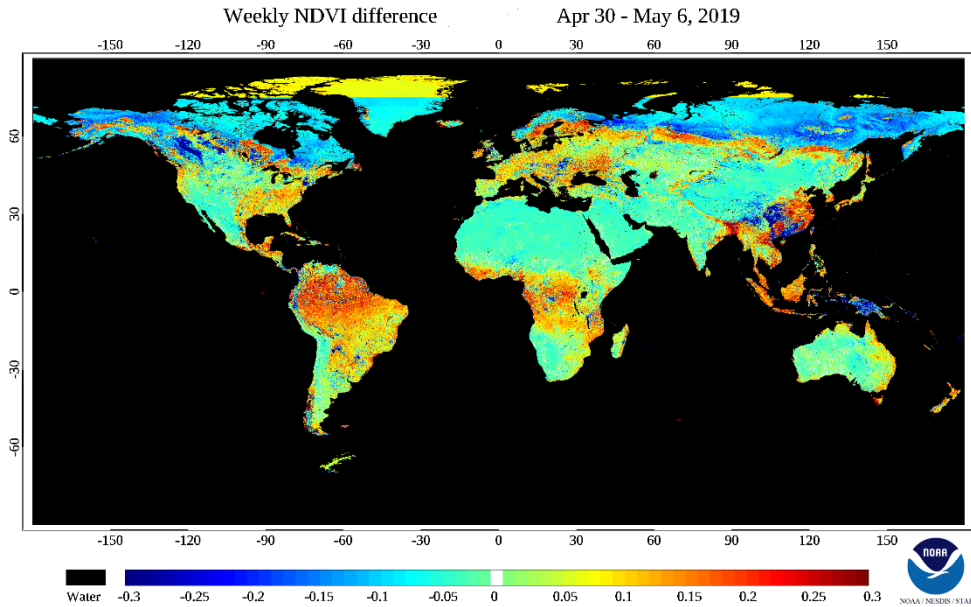 Weekly NDVI difference Apr 30 - May 6, 2019
-150 -120 -90 -60 -30 0 30 60 90 120 150
60
30
0
-30
-60
-150 -120 -90 -60 -30 0 30 60 90 120 150
Water -0.3 -0.25 -0.2 -0.15 -0.1 -0.05 0 0.05 0.1 0.15 0.2 0.25 0.3
NOAA
NOAA / NESDIS / STAR